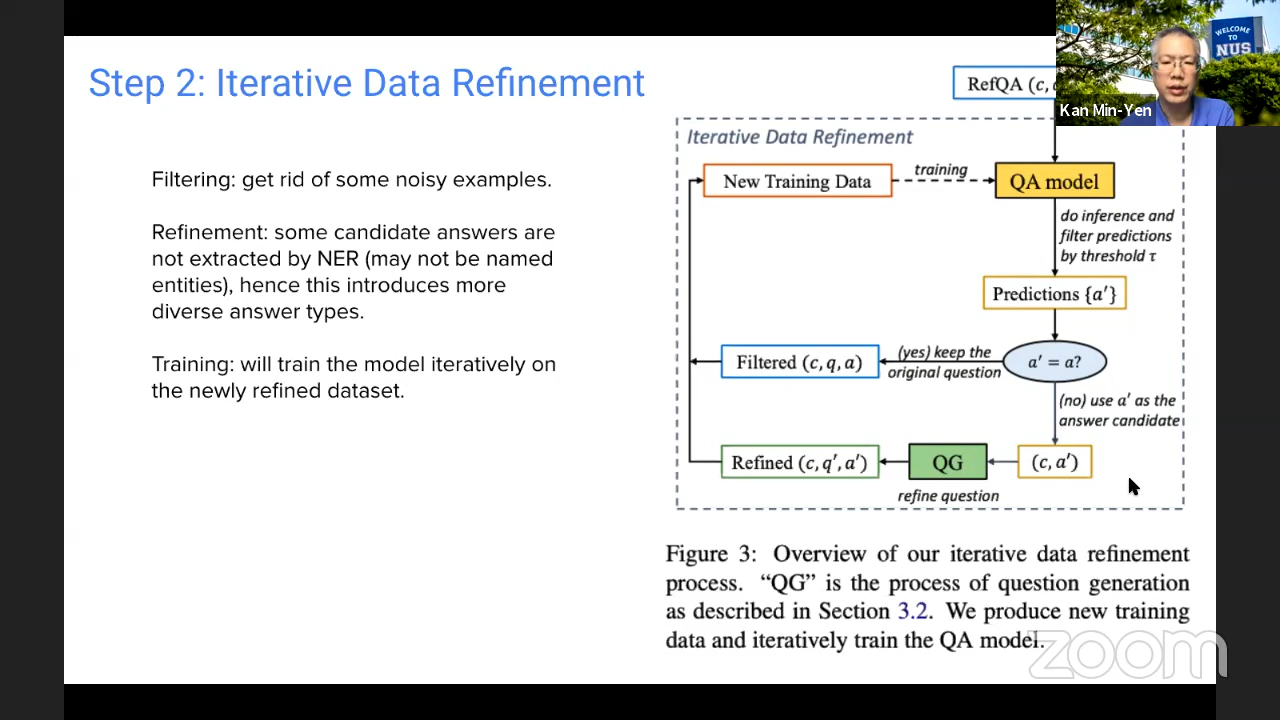 Step 2: Iterative Data Refinement
WELCOME
TO
NUS
Kan Min-Yen
Filtering: get rid of some noisy examples.
Refinement: some candidate answers are
not extracted by NER (may not be named
entities), hence this introduces more
diverse answer types.
Training: will train the model iteratively on
the newly refined dataset.
RefQA (c,
Iterative Data Refinement
New Training Data
training
QA model
do inference and
filter predictions
by threshold τ
Predictions {a′}
Filtered (c, q, a)
(yes) keep the
original question
a′ = a?
(no) use a′ as the
answer candidate
Refined (c, q′, a′)
QG
(c, a′)
refine question
Figure 3: Overview of our iterative data refinement
process. “QG” is the process of question generation
as described in Section 3.2. We produce new training
data and iteratively train the QA model.
zoom